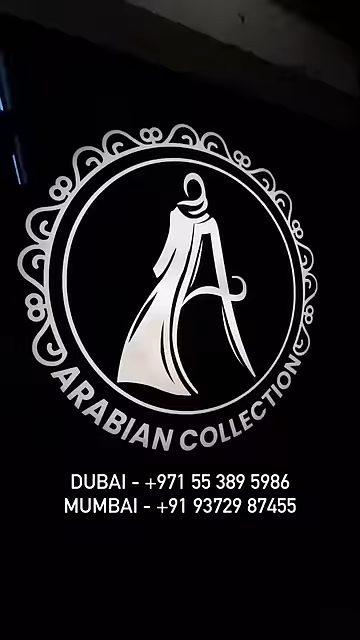 ARABIAN COLLECTION
DUBAI - +971 55 389 5986
MUMBAI - +91 93729 87455